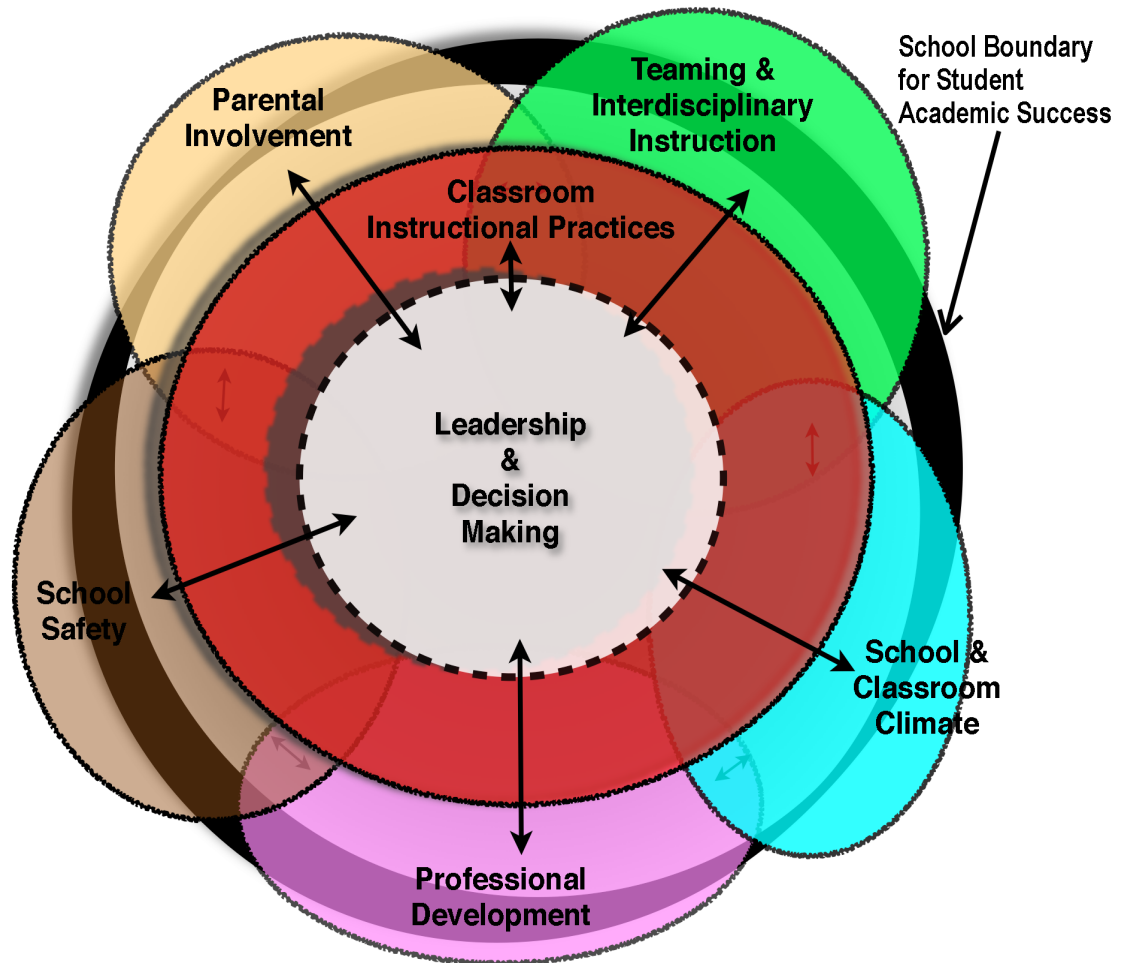 Parental
Involvement
Teaming &
Interdisciplinary
Instruction
School Boundary
for Student
Academic Success
Classroom
Instructional Practices
Leadership
&
Decision
Making
School
Safety
School &
Classroom
Climate
Professional
Development